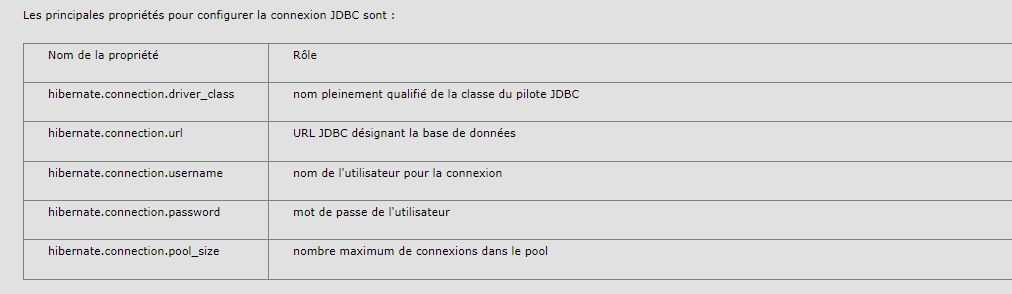 Les principales propriétés pour configurer la connexion JDBC sont :
Nom de la propriété Rôle
hibernate.connection.driver_class nom pleinement qualifié de la classe du pilote JDBC
hibernate.connection.url URL JDBC désignant la base de données
hibernate.connection.username nom de l'utilisateur pour la connexion
hibernate.connection.password mot de passe de l'utilisateur
hibernate.connection.pool_size nombre maximum de connexions dans le pool